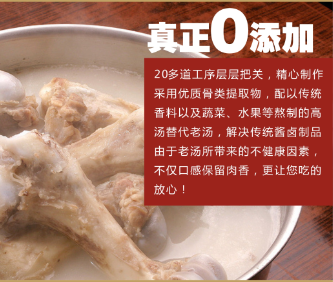 真正0添加
20多道工序层层把关，精心制作
采用优质骨类提取物，配以传统
香料以及蔬菜、水果等熬制的高
汤替代老汤，解决传统酱卤制品
由于老汤所带来的不健康因素，
不仅口感保留肉香，更让您吃的
放心！